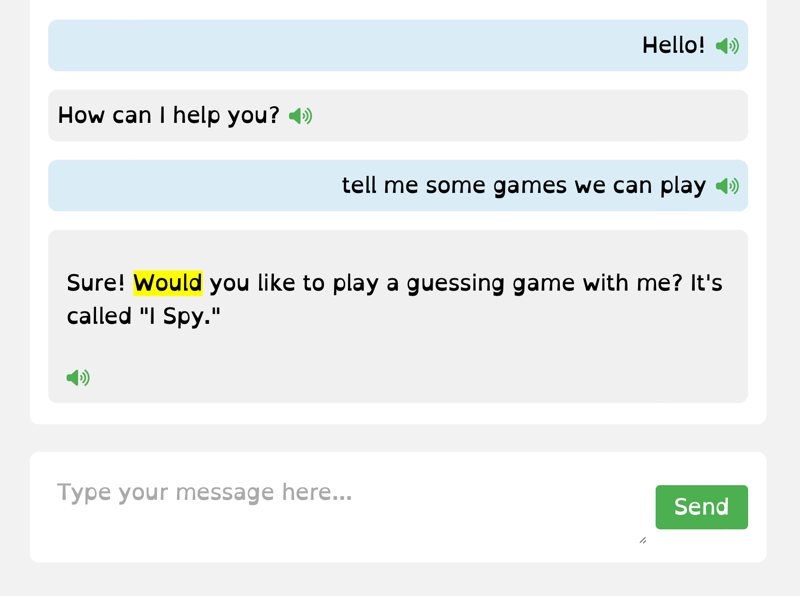 Hello!
How can I help you?
tell me some games we can play
Sure! Would you like to play a guessing game with me? It's
called "I Spy."
Type your message here...
Send